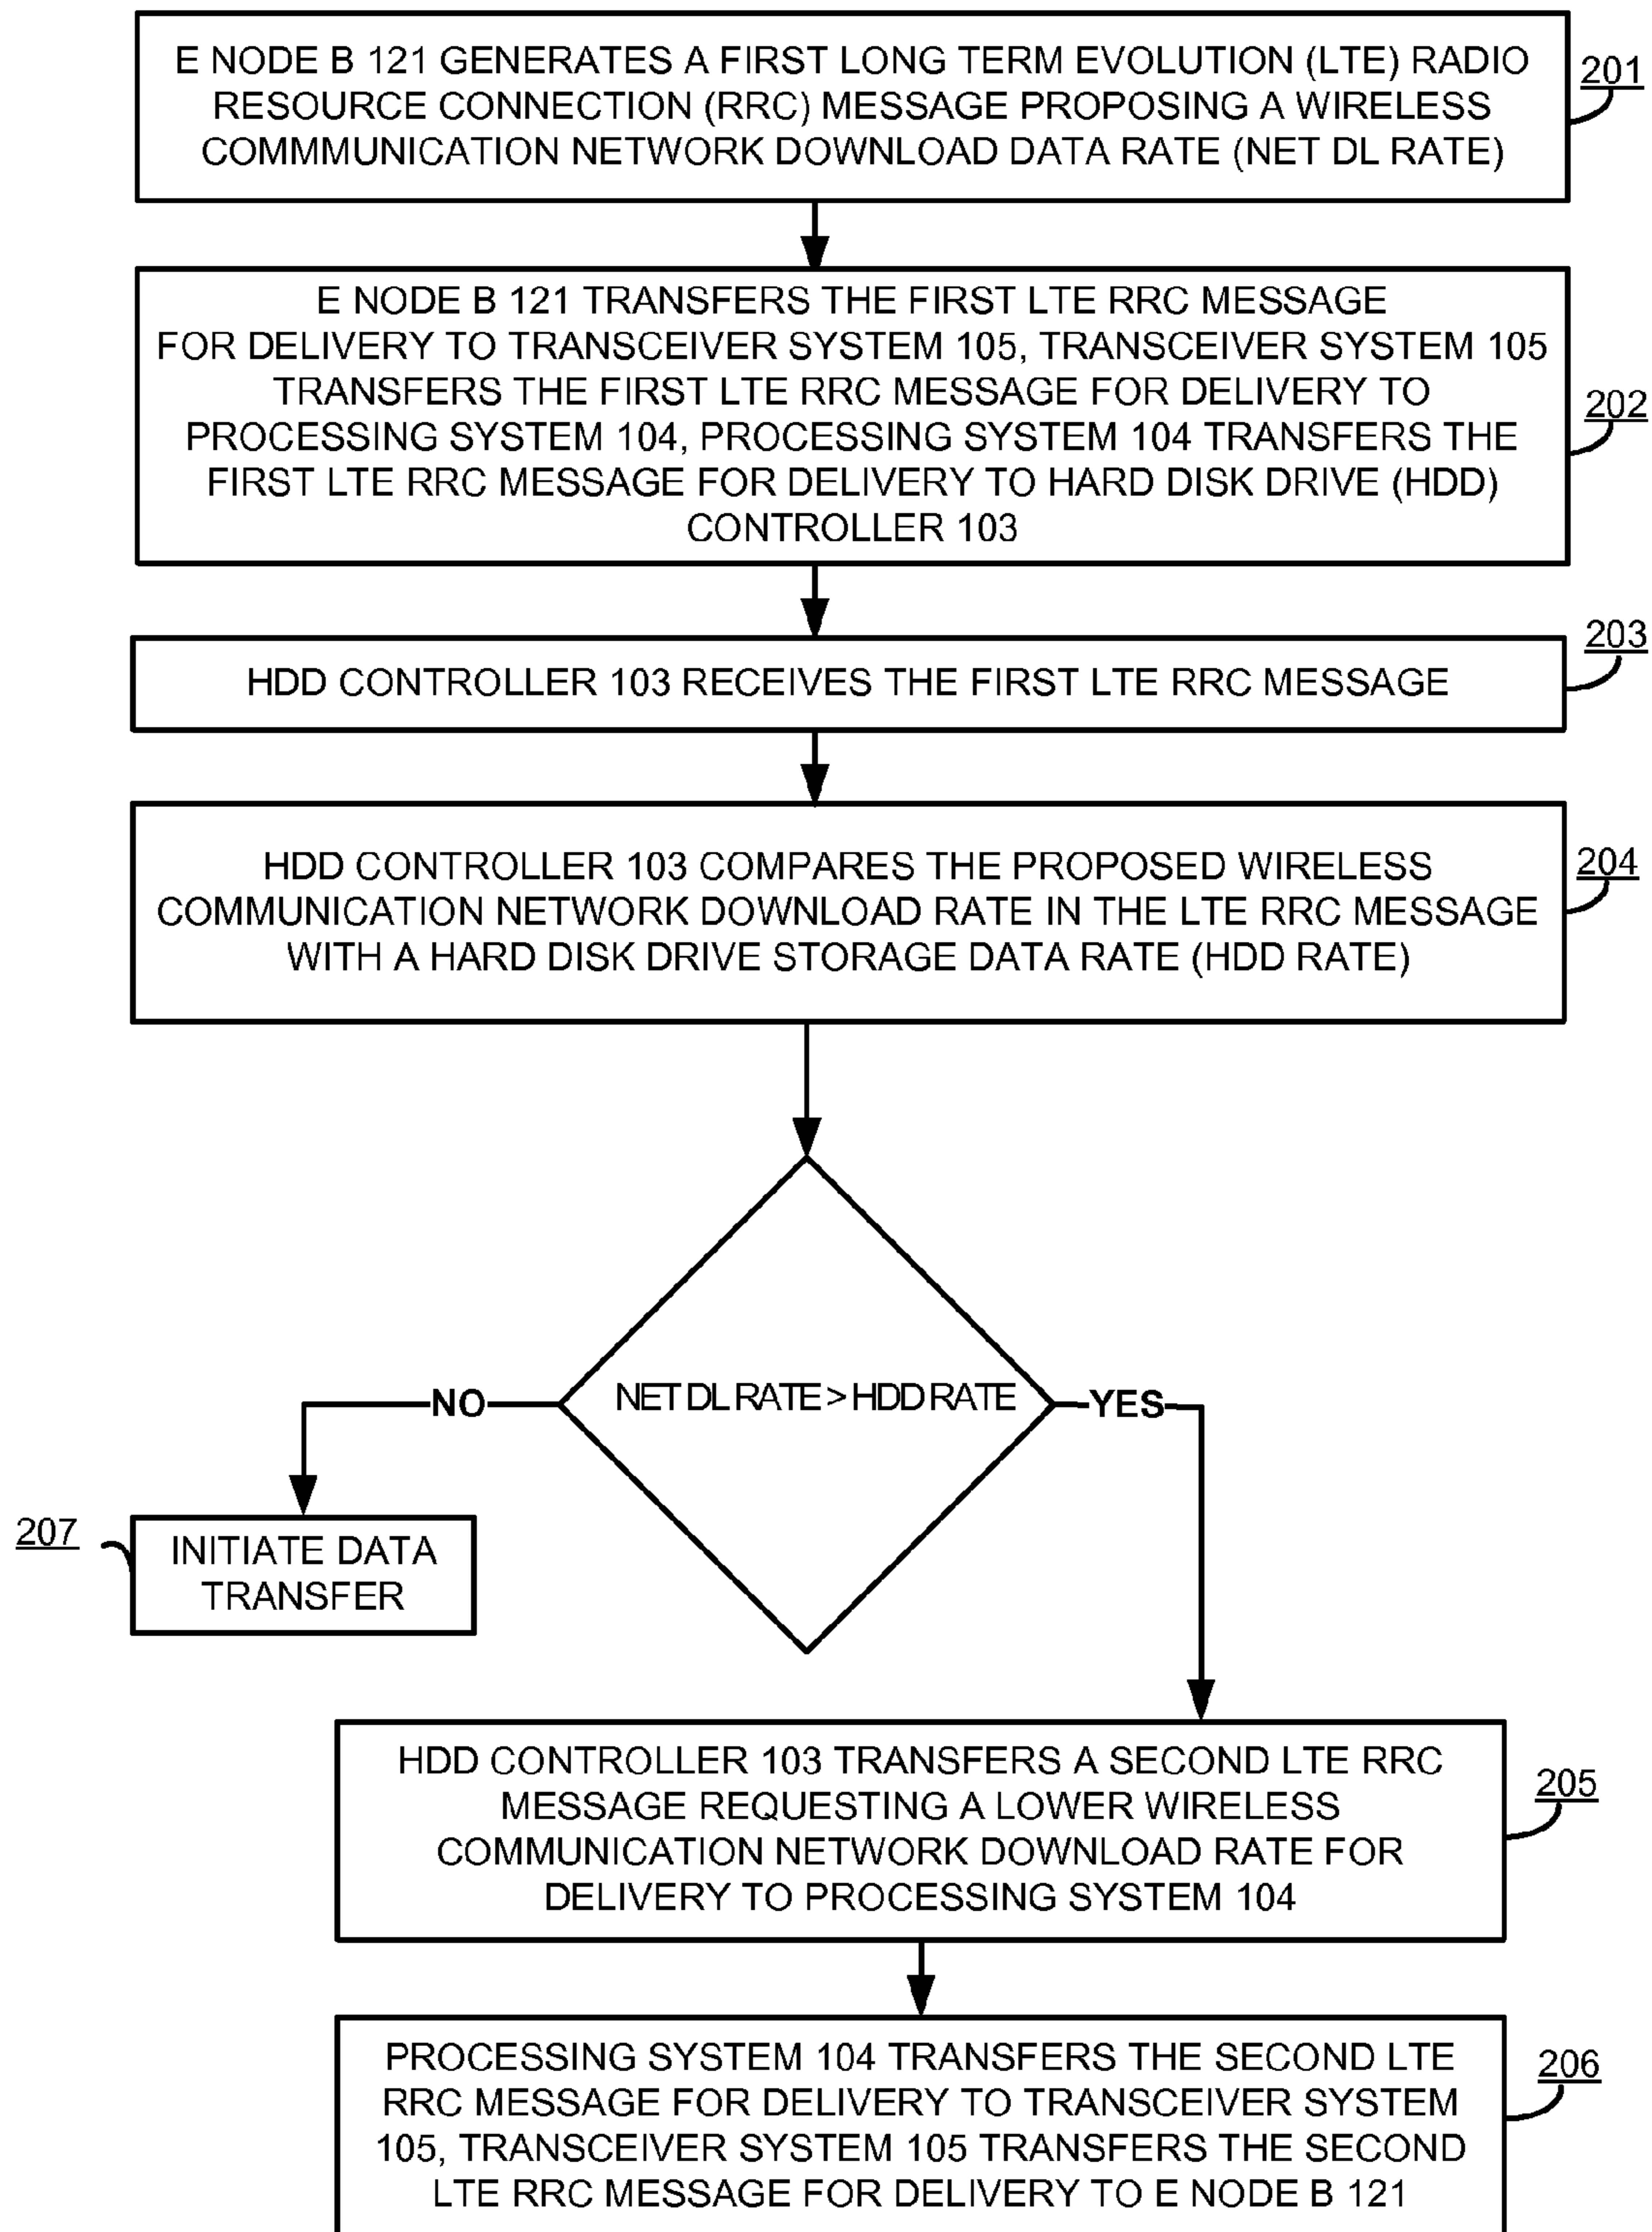 E NODE B 121 GENERATES A FIRST LONG TERM EVOLUTION (LTE) RADIO
RESOURCE CONNECTION (RRC) MESSAGE PROPOSING A WIRELESS
COMMMUNICATION NETWORK DOWNLOAD DATA RATE (NET DL RATE)
201
E NODE B 121 TRANSFERS THE FIRST LTE RRC MESSAGE
FOR DELIVERY TO TRANSCEIVER SYSTEM 105, TRANSCEIVER SYSTEM 105
TRANSFERS THE FIRST LTE RRC MESSAGE FOR DELIVERY TO
PROCESSING SYSTEM 104, PROCESSING SYSTEM 104 TRANSFERS THE
FIRST LTE RRC MESSAGE FOR DELIVERY TO HARD DISK DRIVE (HDD)
CONTROLLER 103
202
HDD CONTROLLER 103 RECEIVES THE FIRST LTE RRC MESSAGE
203
HDD CONTROLLER 103 COMPARES THE PROPOSED WIRELESS
COMMUNICATION NETWORK DOWNLOAD RATE IN THE LTE RRC MESSAGE
WITH A HARD DISK DRIVE STORAGE DATA RATE (HDD RATE)
204
NET DL RATE > HDD RATE
NO
YES
207
INITIATE DATA
TRANSFER
HDD CONTROLLER 103 TRANSFERS A SECOND LTE RRC
MESSAGE REQUESTING A LOWER WIRELESS
COMMUNICATION NETWORK DOWNLOAD RATE FOR
DELIVERY TO PROCESSING SYSTEM 104
205
PROCESSING SYSTEM 104 TRANSFERS THE SECOND LTE
RRC MESSAGE FOR DELIVERY TO TRANSCEIVER SYSTEM
105, TRANSCEIVER SYSTEM 105 TRANSFERS THE SECOND
LTE RRC MESSAGE FOR DELIVERY TO E NODE B 121
206